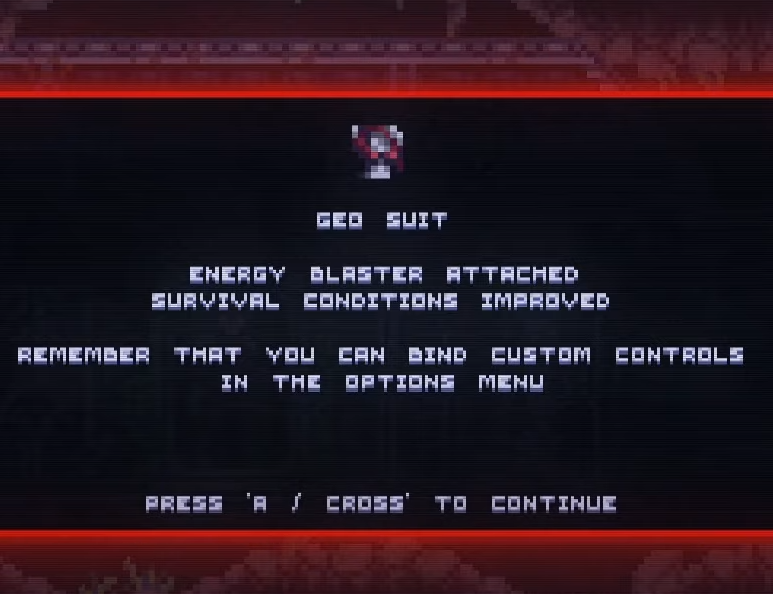 GEO SUIT
ENERGY BLASTER ATTACHED
SURVIVAL CONDITIONS IMPROVED
REMEMBER THAT YOU CAN BIND CUSTOM CONTROLS
IN THE OPTIONS MENU
PRESS 'A / CROSS' TO CONTINUE